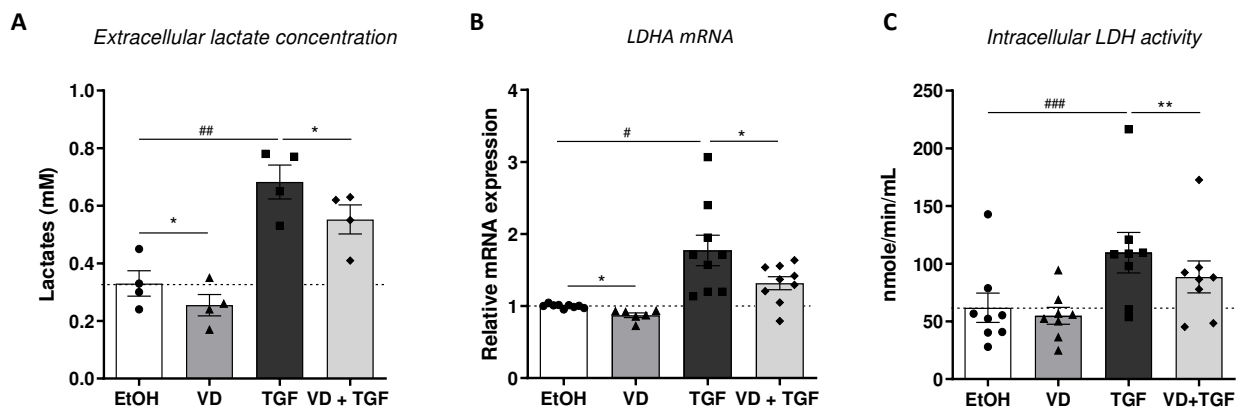 A
Extracellular lactate concentration
Lactates (mM)
1.0
0.8
0.6
0.4
0.2
0.0
##
*
*
EtOH VD TGF VD + TGF
B
LDHA mRNA
Relative mRNA expression
4
3
2
1
0
#
*
*
EtOH VD TGF VD + TGF
C
Intracellular LDH activity
nmole/min/mL
250
200
150
100
50
0
###
**
EtOH VD TGF VD+TGF